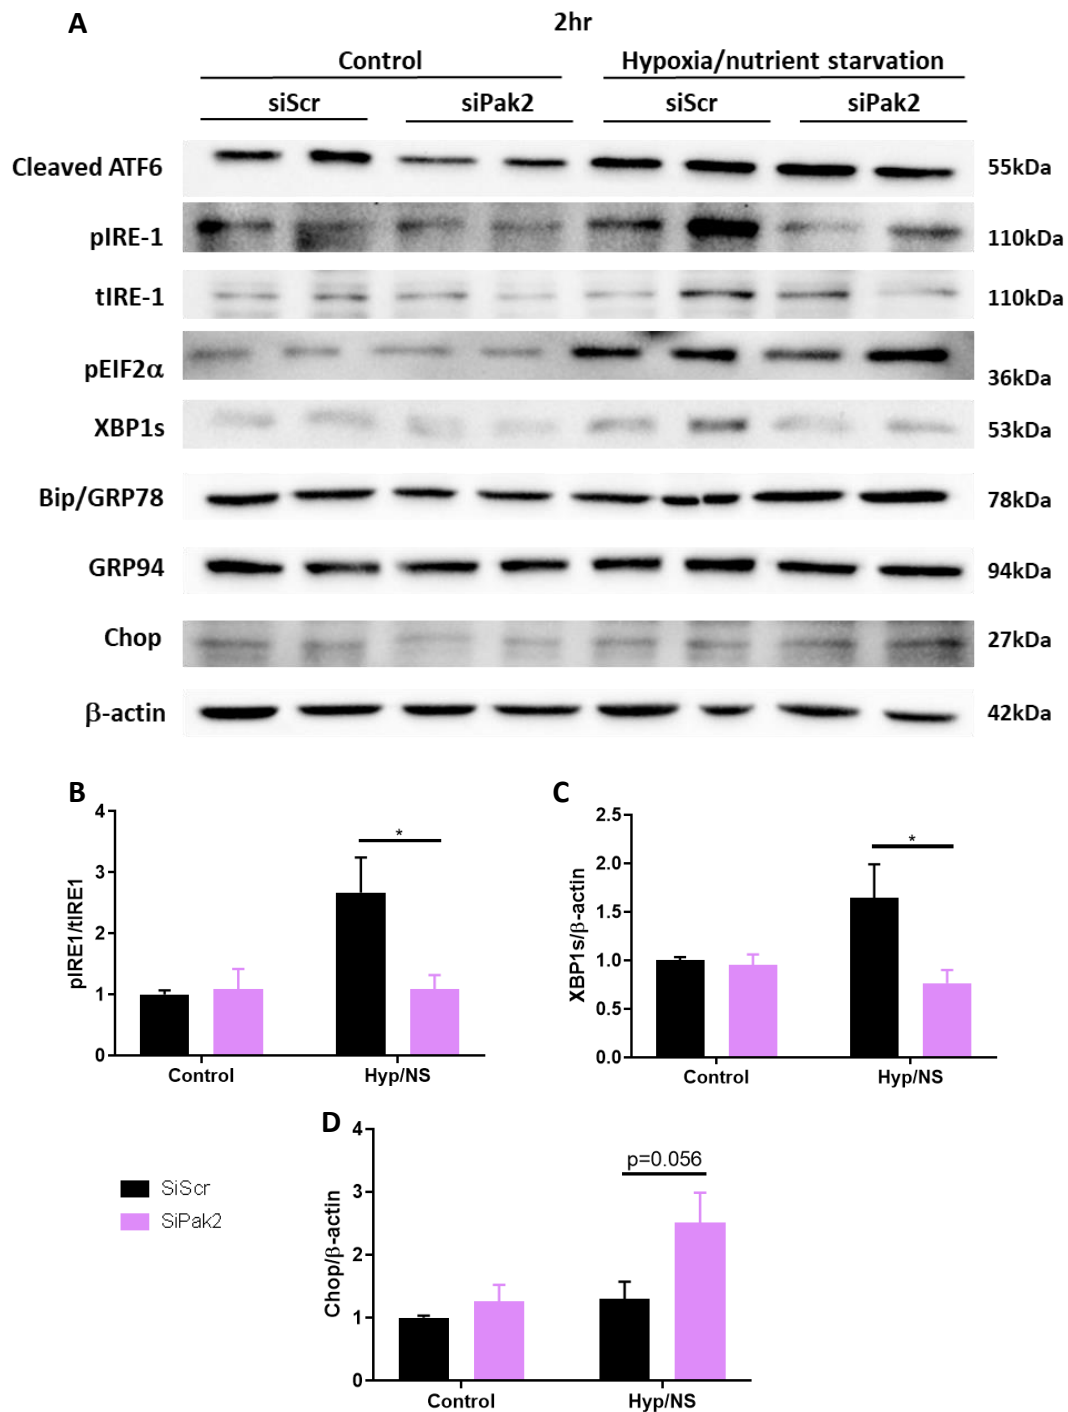 A
2hr
Control Hypoxia/nutrient starvation
siScr siPak2 siScr siPak2
Cleaved ATF6 55kDa
pIRE-1 110kDa
tIRE-1 110kDa
pEIF2α 36kDa
XBP1s 53kDa
Bip/GRP78 78kDa
GRP94 94kDa
Chop 27kDa
β-actin 42kDa
B
pIRE1/tIRE1
4
3
2
1
0
*
Control Hyp/NS
C
XBP1s/β-actin
2.5
2.0
1.5
1.0
0.5
0.0
*
Control Hyp/NS
D
Chop/β-actin
4
3
2
1
0
p=0.056
Control Hyp/NS
SiScr
SiPak2